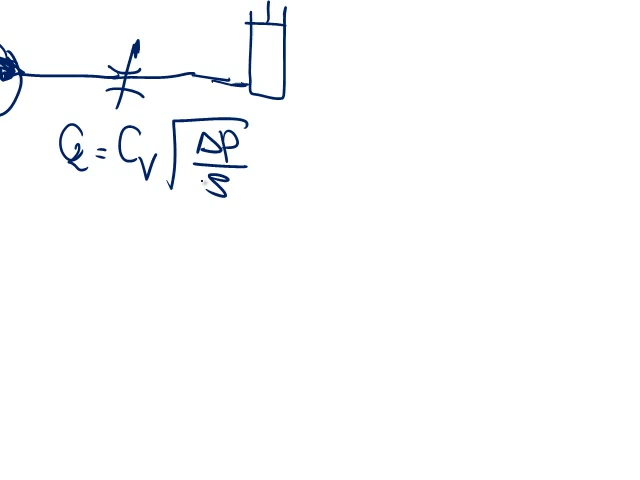 Q = Cv √(ΔP/S)